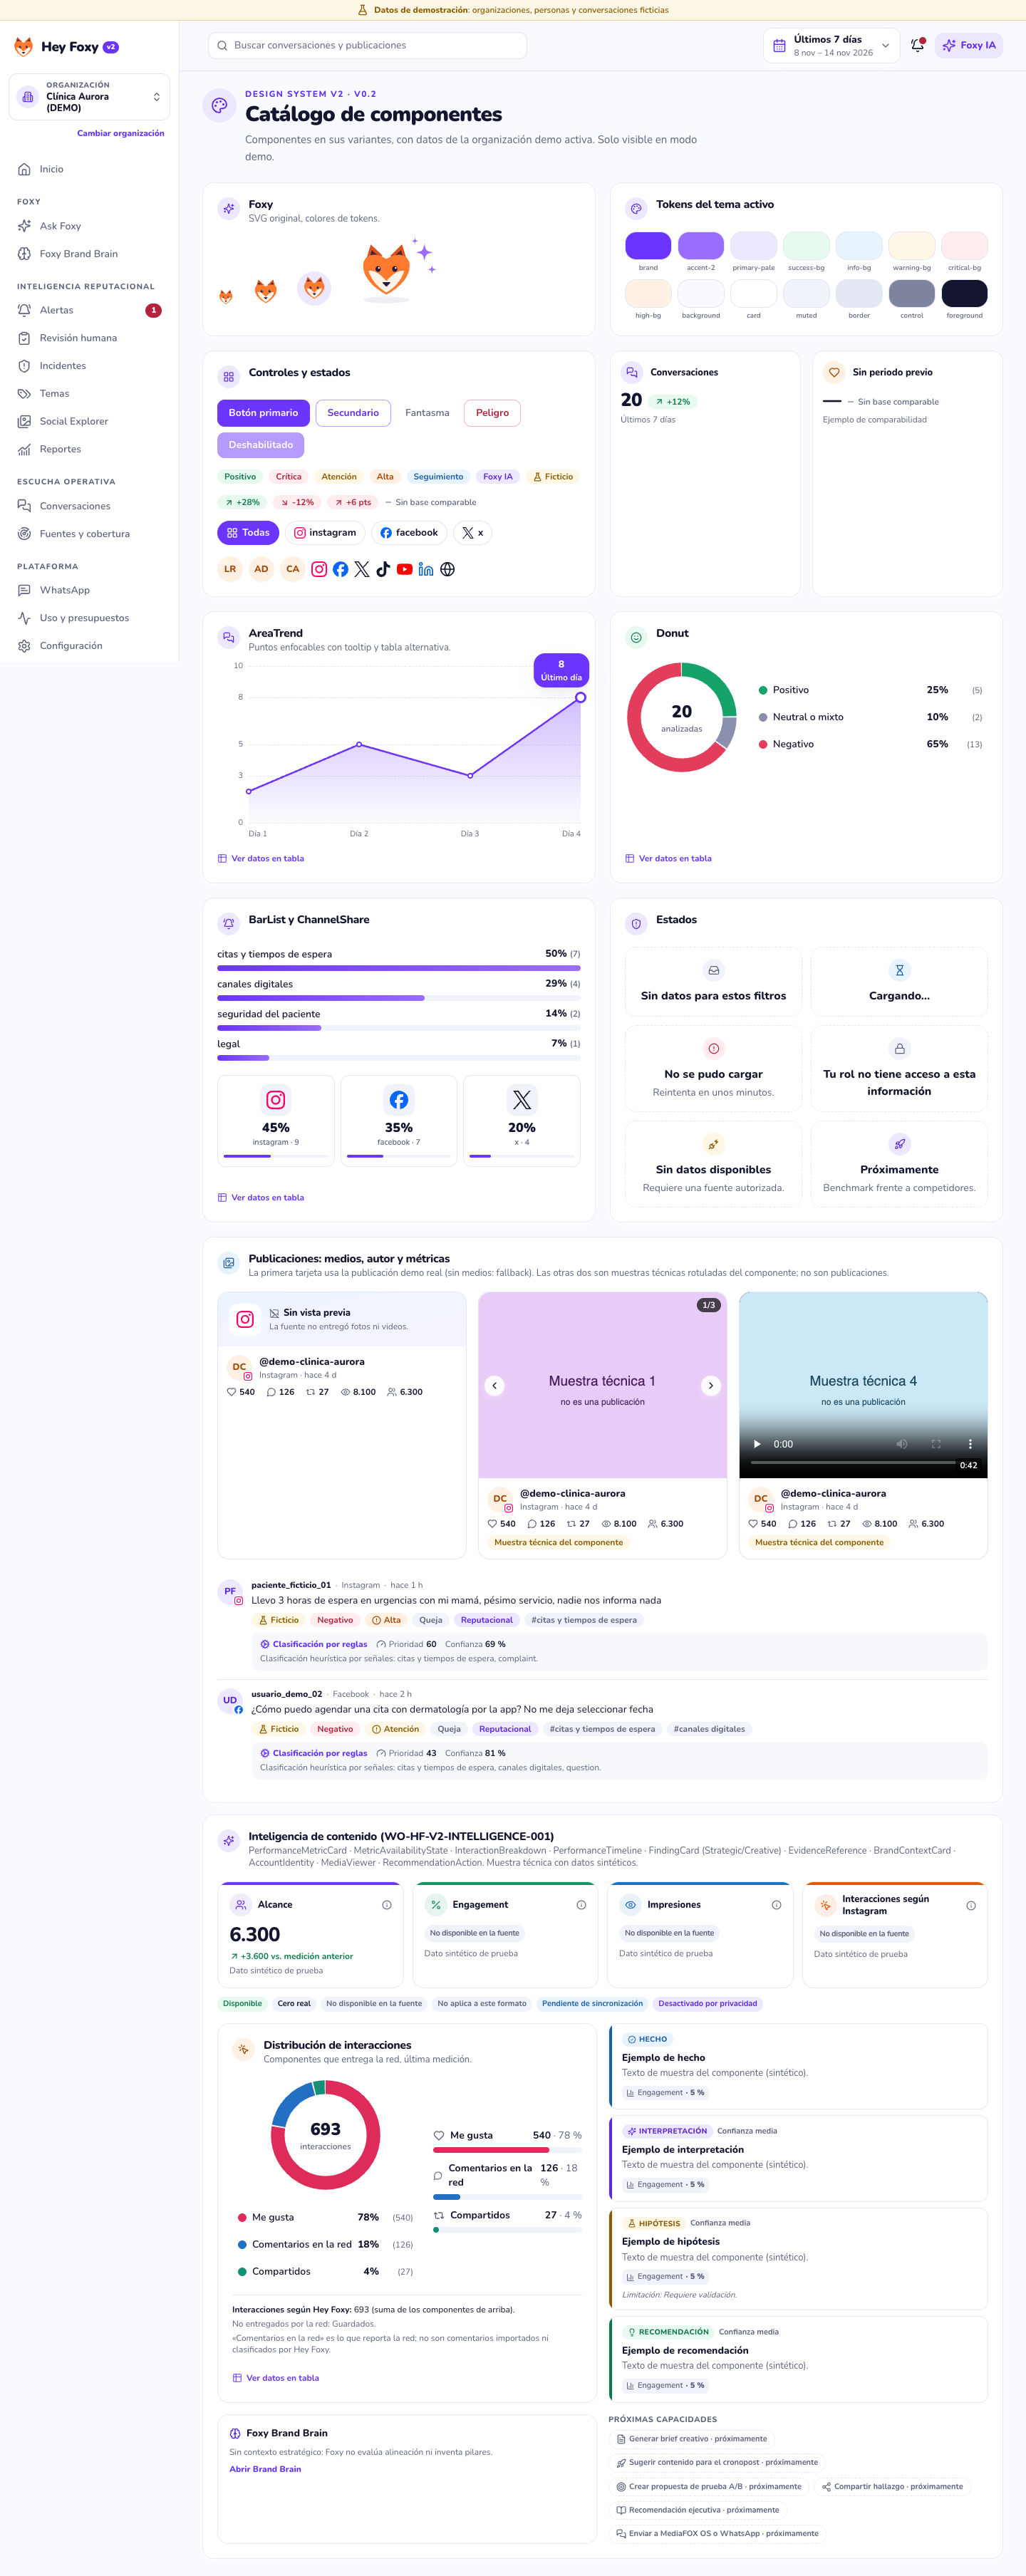 Datos de demostración: organizaciones, personas y conversaciones ficticias
Hey Foxy v2
ORGANIZACIÓN
Clínica Aurora
(DEMO)
Cambiar organización
Inicio
FOXY
Ask Foxy
Foxy Brand Brain
INTELIGENCIA REPUTACIONAL
Alertas 1
Revisión humana
Incidentes
Temas
Social Explorer
Reportes
ESCUCHA OPERATIVA
Conversaciones
Fuentes y cobertura
PLATAFORMA
WhatsApp
Uso y presupuestos
Configuración
Buscar conversaciones y publicaciones
Últimos 7 días
8 nov – 14 nov 2026
Foxy IA
DESIGN SYSTEM V2 · V0.2
Catálogo de componentes
Componentes en sus variantes, con datos de la organización demo activa. Solo visible en modo
demo.
Foxy
SVG original, colores de tokens.
Tokens del tema activo
brand accent-2 primary-pale success-bg info-bg warning-bg critical-bg
high-bg background card muted border control foreground
Controles y estados
Botón primario Secundario Fantasma Peligro
Deshabilitado
Positivo Crítica Atención Alta Seguimiento Foxy IA Ficticio
+28% -12% +6 pts — Sin base comparable
Todas instagram facebook x
LR AD CA
Conversaciones
20 +12%
Últimos 7 días
Sin periodo previo
— — Sin base comparable
Ejemplo de comparabilidad
AreaTrend
Puntos enfocables con tooltip y tabla alternativa.
8
Último día
10
8
5
3
0
Día 1 Día 2 Día 3 Día 4
Ver datos en tabla
Donut
20
analizadas
Positivo 25% (5)
Neutral o mixto 10% (2)
Negativo 65% (13)
Ver datos en tabla
BarList y ChannelShare
citas y tiempos de espera 50% (7)
canales digitales 29% (4)
seguridad del paciente 14% (2)
legal 7% (1)
45%
instagram · 9
35%
facebook · 7
20%
x · 4
Ver datos en tabla
Estados
Sin datos para estos filtros
Cargando...
No se pudo cargar
Reintenta en unos minutos.
Tu rol no tiene acceso a esta
información
Sin datos disponibles
Requiere una fuente autorizada.
Próximamente
Benchmark frente a competidores.
Publicaciones: medios, autor y métricas
La primera tarjeta usa la publicación demo real (sin medios: fallback). Las otras dos son muestras técnicas rotuladas del componente; no son publicaciones.
Sin vista previa
La fuente no entregó fotos ni videos.
DC @demo-clinica-aurora
Instagram · hace 4 d
540 126 27 8.100 6.300
1/3
Muestra técnica 1
no es una publicación
DC @demo-clinica-aurora
Instagram · hace 4 d
540 126 27 8.100 6.300
Muestra técnica del componente
Muestra técnica 4
no es una publicación
0:00
0:42
DC @demo-clinica-aurora
Instagram · hace 4 d
540 126 27 8.100 6.300
Muestra técnica del componente
PF paciente_ficticio_01 · Instagram · hace 1 h
Llevo 3 horas de espera en urgencias con mi mamá, pésimo servicio, nadie nos informa nada
Ficticio Negativo Alta Queja Reputacional #citas y tiempos de espera
Clasificación por reglas Prioridad 60 Confianza 69 %
Clasificación heurística por señales: citas y tiempos de espera, complaint.
UD usuario_demo_02 · Facebook · hace 2 h
¿Cómo puedo agendar una cita con dermatología por la app? No me deja seleccionar fecha
Ficticio Negativo Atención Queja Reputacional #citas y tiempos de espera #canales digitales
Clasificación por reglas Prioridad 43 Confianza 81 %
Clasificación heurística por señales: citas y tiempos de espera, canales digitales, question.
Inteligencia de contenido (WO-HF-V2-INTELLIGENCE-001)
PerformanceMetricCard · MetricAvailabilityState · InteractionBreakdown · PerformanceTimeline · FindingCard (Strategic/Creative) · EvidenceReference · BrandContextCard ·
AccountIdentity · MediaViewer · RecommendationAction. Muestra técnica con datos sintéticos.
Alcance
6.300
+3.600 vs. medición anterior
Dato sintético de prueba
Engagement
No disponible en la fuente
Dato sintético de prueba
Impresiones
No disponible en la fuente
Dato sintético de prueba
Interacciones según
Instagram
No disponible en la fuente
Dato sintético de prueba
Disponible Cero real No disponible en la fuente No aplica a este formato Pendiente de sincronización Desactivado por privacidad
Distribución de interacciones
Componentes que entrega la red, última medición.
693
interacciones
Me gusta 78% (540)
Comentarios en la red 18% (126)
Compartidos 4% (27)
Me gusta 540 · 78 %
Comentarios en la 126 · 18
red %
Compartidos 27 · 4 %
Interacciones según Hey Foxy: 693 (suma de los componentes de arriba).
No entregados por la red: Guardados.
«Comentarios en la red» es lo que reporta la red; no son comentarios importados ni
clasificados por Hey Foxy.
Ver datos en tabla
HECHO
Ejemplo de hecho
Texto de muestra del componente (sintético).
Engagement · 5 %
INTERPRETACIÓN Confianza media
Ejemplo de interpretación
Texto de muestra del componente (sintético).
Engagement · 5 %
HIPÓTESIS Confianza media
Ejemplo de hipótesis
Texto de muestra del componente (sintético).
Engagement · 5 %
Limitación: Requiere validación.
RECOMENDACIÓN Confianza media
Ejemplo de recomendación
Texto de muestra del componente (sintético).
Engagement · 5 %
Foxy Brand Brain
Sin contexto estratégico: Foxy no evalúa alineación ni inventa pilares.
Abrir Brand Brain
PRÓXIMAS CAPACIDADES
Generar brief creativo · próximamente
Sugerir contenido para el cronopost · próximamente
Crear propuesta de prueba A/B · próximamente Compartir hallazgo · próximamente
Recomendación ejecutiva · próximamente
Enviar a MediaFOX OS o WhatsApp · próximamente